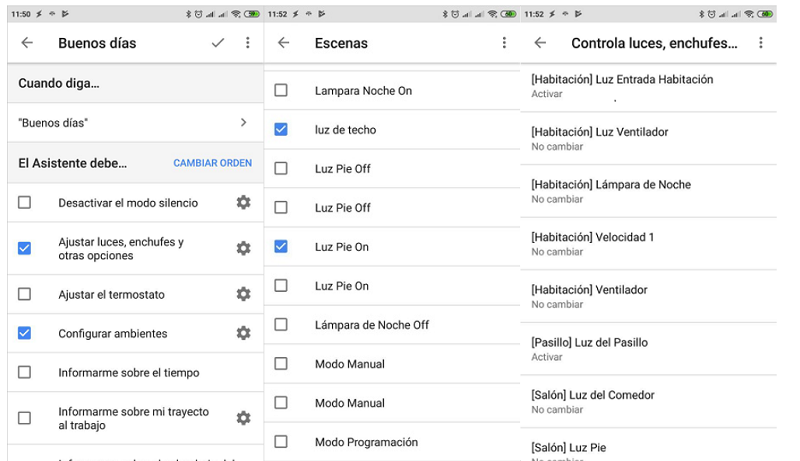 11:50
60
Buenos días
Cuando diga...
"Buenos días"
El Asistente debe...
CAMBIAR ORDEN
Desactivar el modo silencio
Ajustar luces, enchufes y
otras opciones
Ajustar el termostato
Configurar ambientes
Informarme sobre el tiempo
Informarme sobre mi trayecto
al trabajo
11:52
60
Escenas
Lampara Noche On
luz de techo
Luz Pie Off
Luz Pie Off
Luz Pie On
Luz Pie On
Lámpara de Noche Off
Modo Manual
Modo Manual
Modo Programación
11:52
60
Controla luces, enchufes...
[Habitación] Luz Entrada Habitación
Activar
[Habitación] Luz Ventilador
No cambiar
[Habitación] Lámpara de Noche
No cambiar
[Habitación] Velocidad 1
No cambiar
[Habitación] Ventilador
No cambiar
[Pasillo] Luz del Pasillo
Activar
[Salón] Luz del Comedor
No cambiar
[Salón] Luz Pie
No cambiar